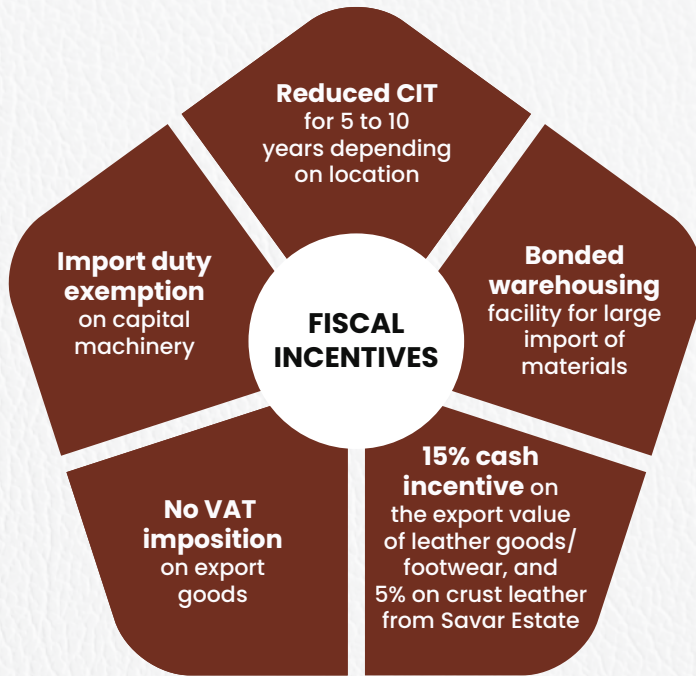 Reduced CIT
for 5 to 10
years depending
on location
Import duty
exemption
on capital
machinery
FISCAL
INCENTIVES
Bonded
warehousing
facility for large
import of
materials
No VAT
imposition
on export
goods
15% cash
incentive on
the export value
of leather goods/
footwear, and
5% on crust leather
from Savar Estate